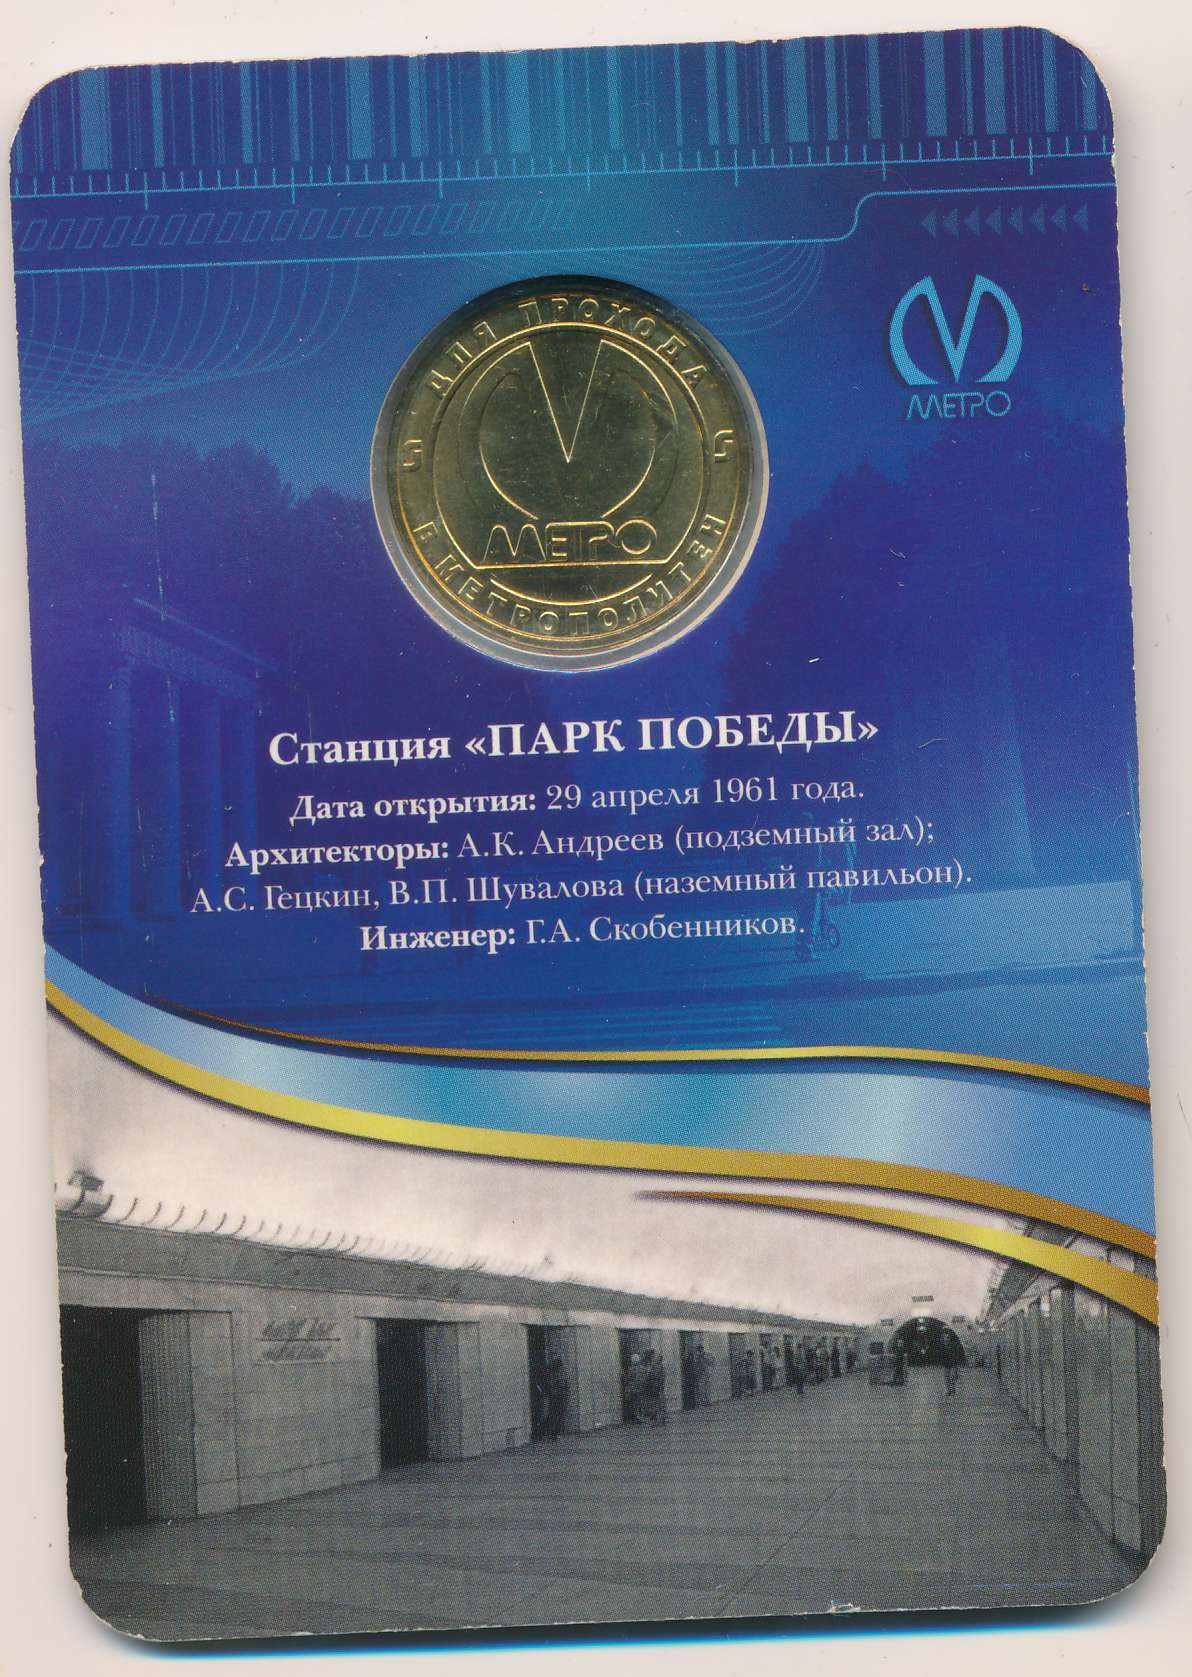 ДЛЯ ПРОХОДА
МЕТРО
В МЕТРОПОЛИТЕН
МЕТРО
Станция «ПАРК ПОБЕДЫ»
Дата открытия: 29 апреля 1961 года.
Архитекторы: А.К. Андреев (подземный зал);
А.С. Гецкин, В.П. Шувалова (наземный павильон).
Инженер: Г.А. Скобенников.